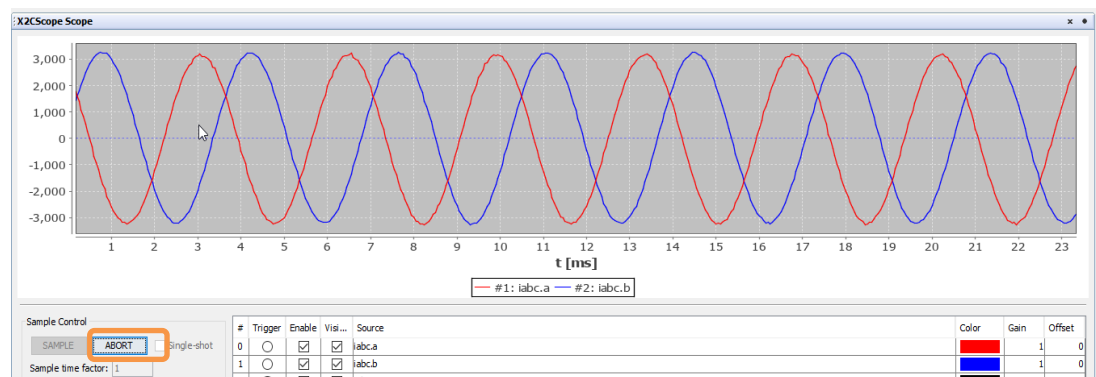 X2CScope Scope
3,000
2,000
1,000
0
-1,000
-2,000
-3,000
1 2 3 4 5 6 7 8 9 10 11 12 13 14 15 16 17 18 19 20 21 22 23
t [ms]
#1: iabc.a #2: iabc.b
Sample Control
SAMPLE ABORT Single-shot
Sample time factor: 1
# Trigger Enable Visi... Source Color Gain Offset
0 iabc.a 1 0
1 iabc.b 1 0